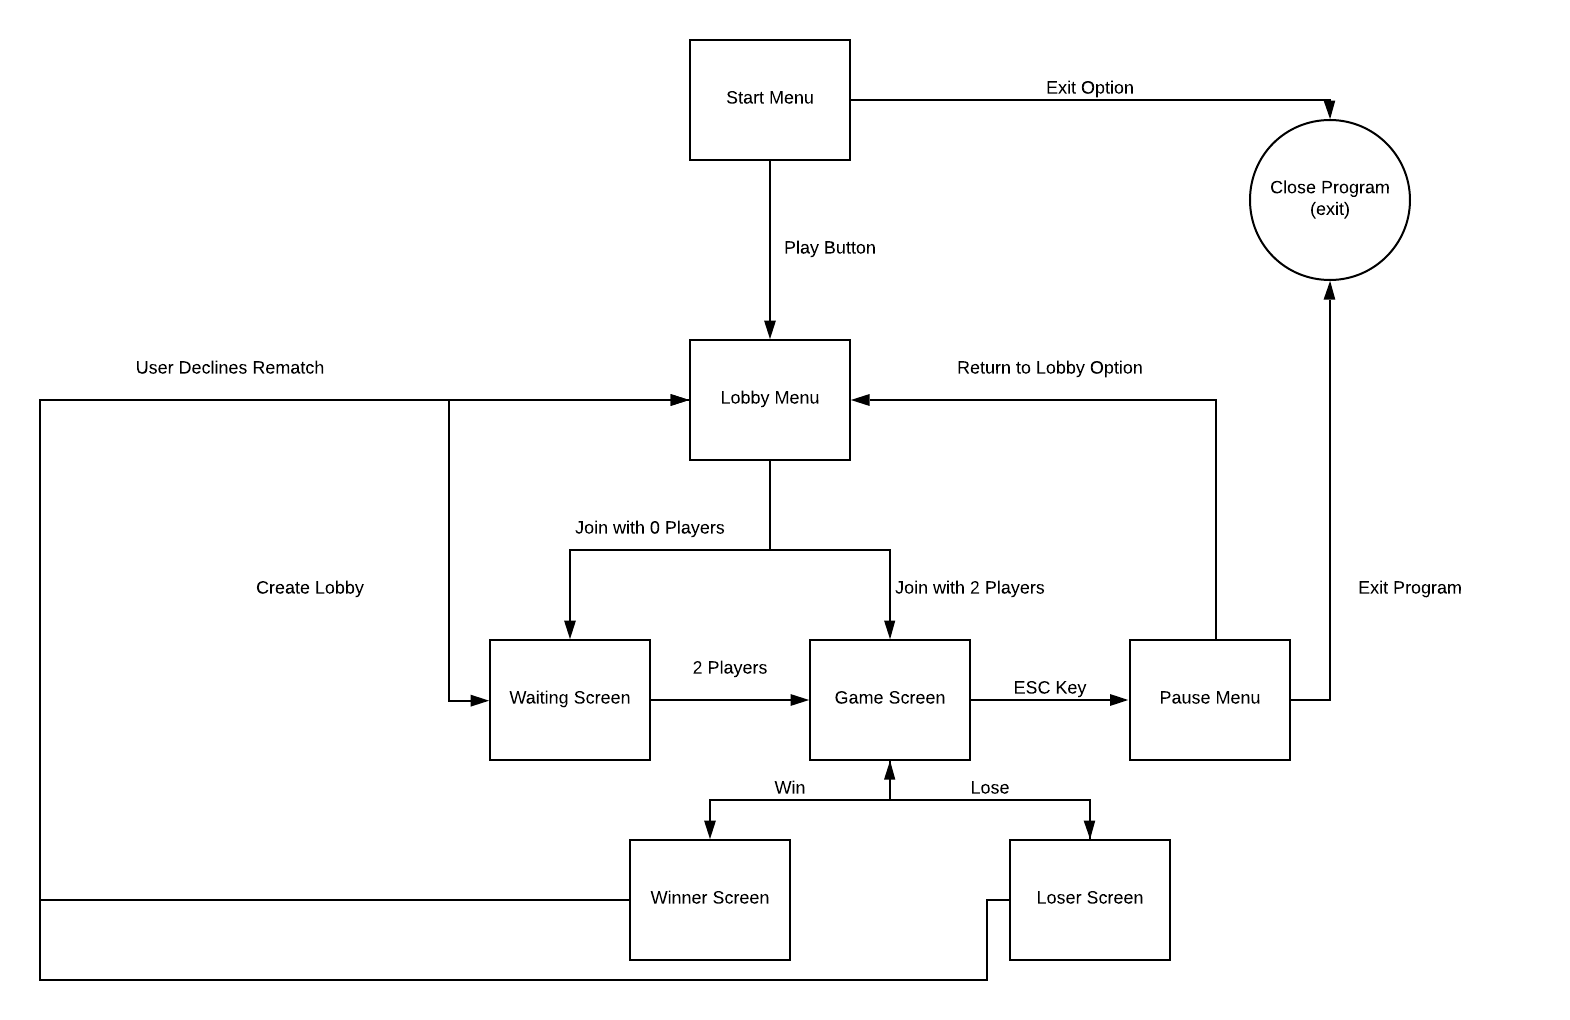 Start Menu
Exit Option
Close Program
(exit)
Play Button
User Declines Rematch
Lobby Menu
Return to Lobby Option
Join with 0 Players
Create Lobby
Join with 2 Players
Exit Program
2 Players
Waiting Screen
Game Screen
ESC Key
Pause Menu
Win
Lose
Winner Screen
Loser Screen